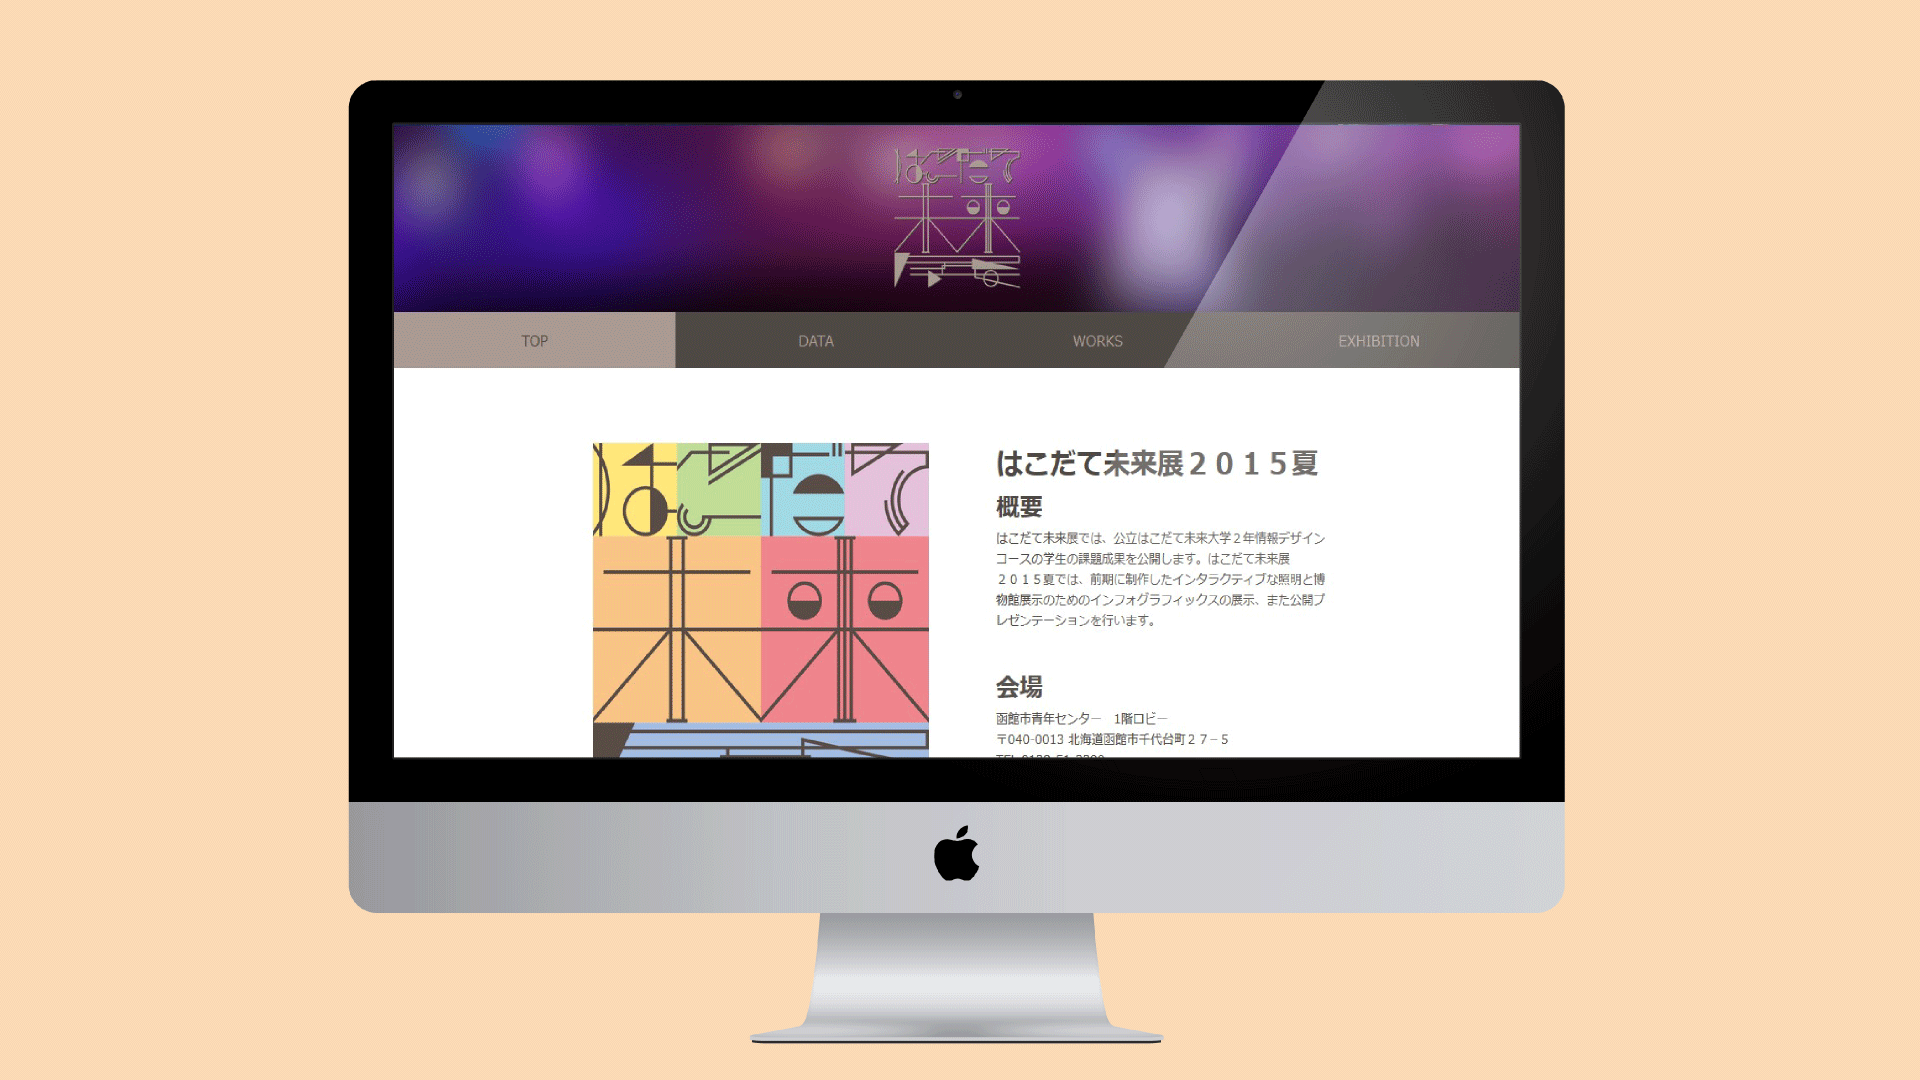 はこだて
未来
展
TOP
DATA
WORKS
EXHIBITION
はこだて
未来
はこだて未来展２０１５夏
概要
はこだて未来展では、公立はこだて未来大学２年情報デザイン
コースの学生の課題成果を公開します。はこだて未来展
２０１５夏では、前期に制作したインタラクティブな照明と博
物館展示のためのインフォグラフィックスの展示、また公開プ
レゼンテーションを行います。
会場
函館市青年センター　1階ロビー
〒040-0013 北海道函館市千代台町２７−５